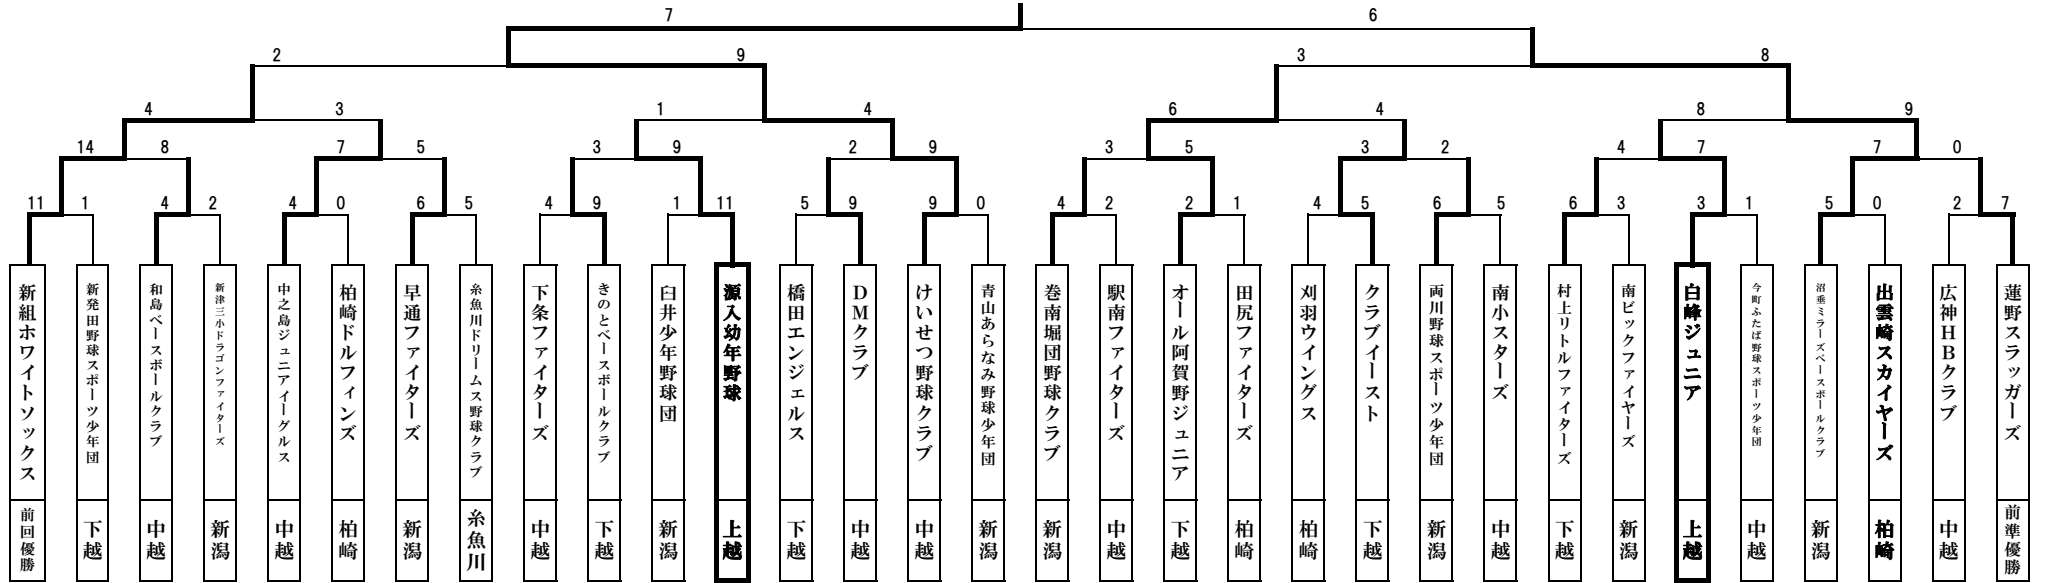 7 6
2 9 3 8
4 3 1 4 6 4 8 9
14 8 7 5 3 9 2 9 3 5 3 2 4 7 7 0
11 1 4 2 4 0 6 5 4 9 1 11 5 9 9 0 4 2 2 1 4 5 6 5 6 3 3 1 5 0 2 7
新組ホワイトソックス
前回優勝
新発田野球スポーツ少年団
下越
和島ベースボールクラブ
中越
新津三小ドラゴンファイターズ
新潟
中之島ジュニアイーグルス
中越
柏崎ドルフィンズ
柏崎
早通ファイターズ
新潟
糸魚川ドリームス野球クラブ
糸魚川
下条ファイターズ
中越
きのとベースボールクラブ
下越
臼井少年野球団
新潟
源入幼年野球
上越
橋田エンジェルス
下越
DMクラブ
中越
けいせつ野球クラブ
中越
青山あらなみ野球少年団
新潟
巻南堀団野球クラブ
新潟
駅南ファイターズ
中越
オール阿賀野ジュニア
下越
田尻ファイターズ
柏崎
刈羽ウイングス
柏崎
クラブイースト
下越
両川野球スポーツ少年団
新潟
南小スターズ
中越
村上リトルファイターズ
下越
南ビックファイヤーズ
新潟
白峰ジュニア
上越
今町ふたば野球スポーツ少年団
中越
沼垂ミラーズベースボールクラブ
新潟
出雲崎スカイヤーズ
柏崎
広神HBクラブ
中越
蓮野スラッガーズ
前準優勝